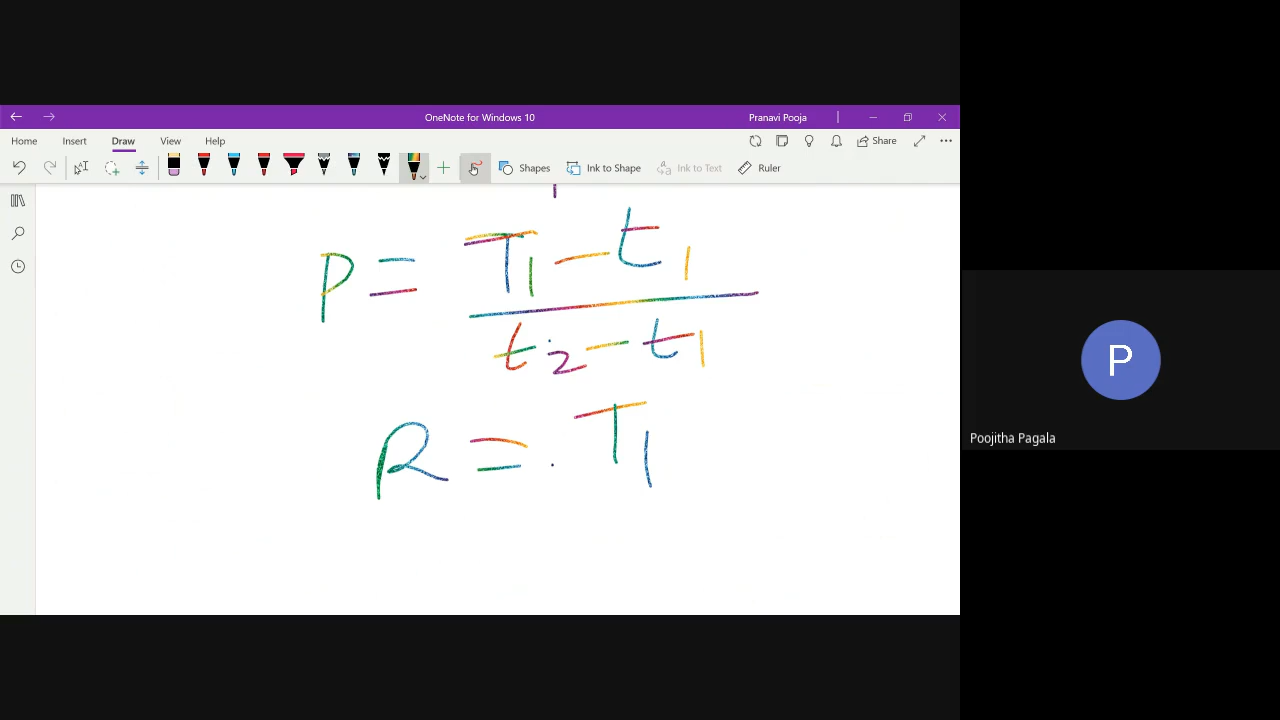 OneNote for Windows 10
Pranavi Pooja
Home Insert Draw View Help
Share
Shapes Ink to Shape Ink to Text Ruler
P = T1 - t1
t2 - t1
R = T1
P
Poojitha Pagala